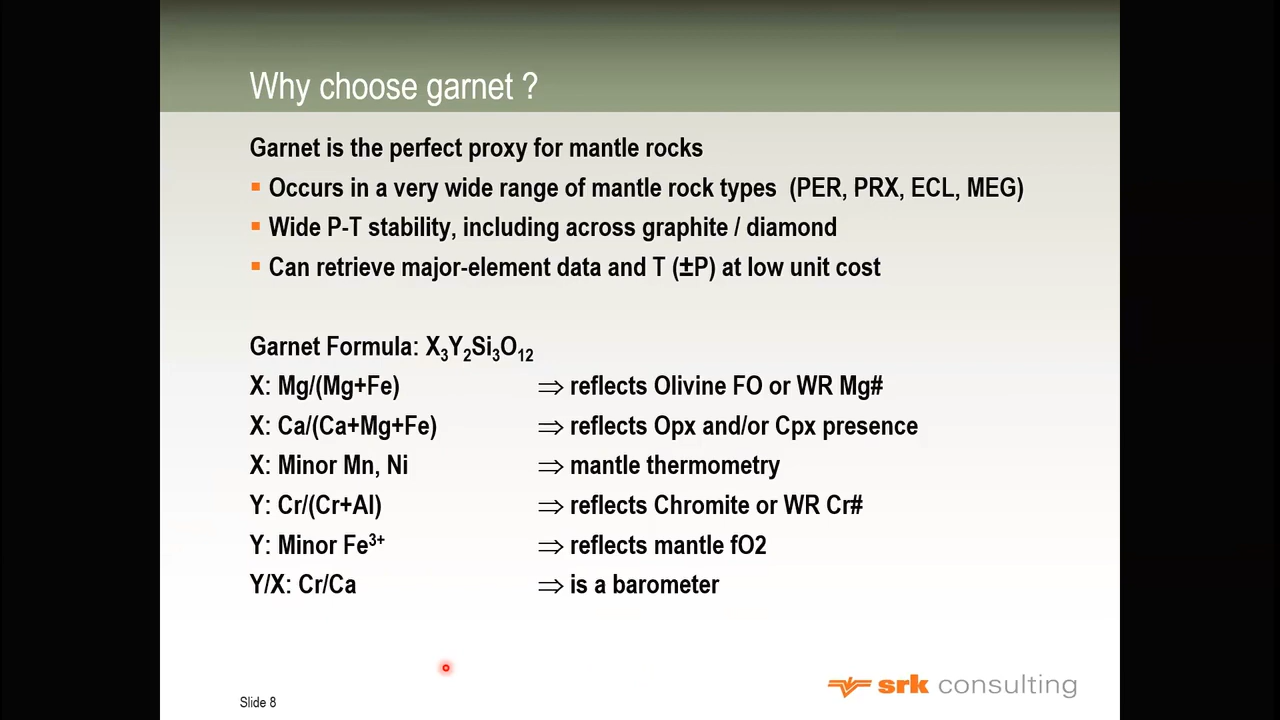 Why choose garnet ?
Garnet is the perfect proxy for mantle rocks
▪ Occurs in a very wide range of mantle rock types (PER, PRX, ECL, MEG)
▪ Wide P-T stability, including across graphite / diamond
▪ Can retrieve major-element data and T (±P) at low unit cost
Garnet Formula: X₃Y₂Si₃O₁₂
X: Mg/(Mg+Fe) ⇒ reflects Olivine FO or WR Mg#
X: Ca/(Ca+Mg+Fe) ⇒ reflects Opx and/or Cpx presence
X: Minor Mn, Ni ⇒ mantle thermometry
Y: Cr/(Cr+Al) ⇒ reflects Chromite or WR Cr#
Y: Minor Fe³⁺ ⇒ reflects mantle fO2
Y/X: Cr/Ca ⇒ is a barometer
srk consulting
Slide 8